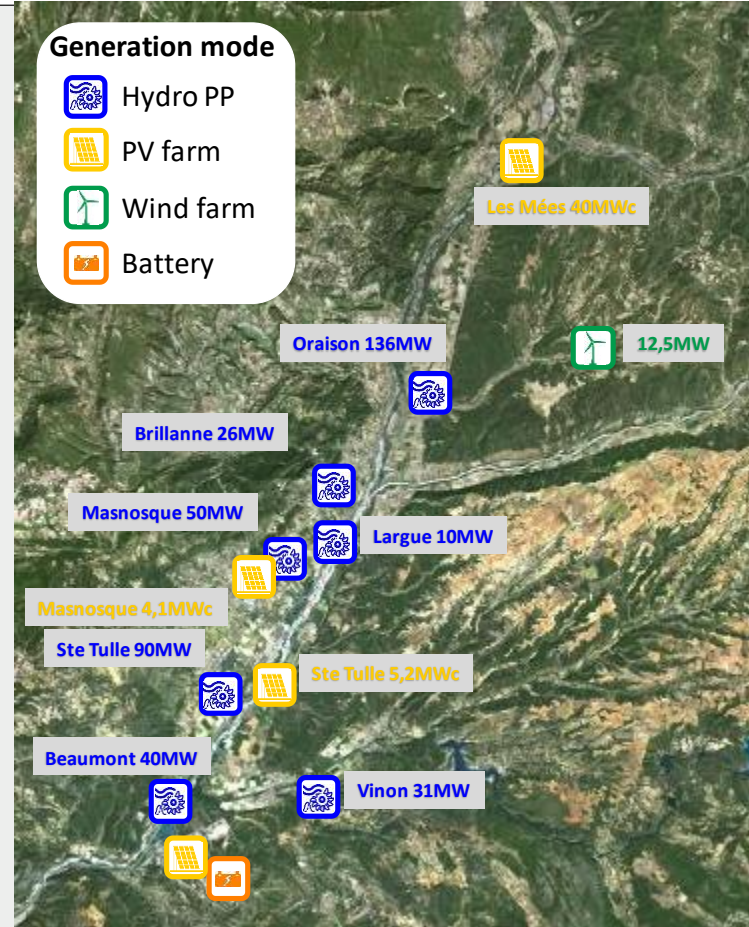 Generation mode
Hydro PP
PV farm
Wind farm
Battery
Les Mées 40MWc
Oraison 136MW
12,5MW
Brillanne 26MW
Masnosque 50MW
Largue 10MW
Masnosque 4,1MWc
Ste Tulle 90MW
Ste Tulle 5,2MWc
Beaumont 40MW
Vinon 31MW